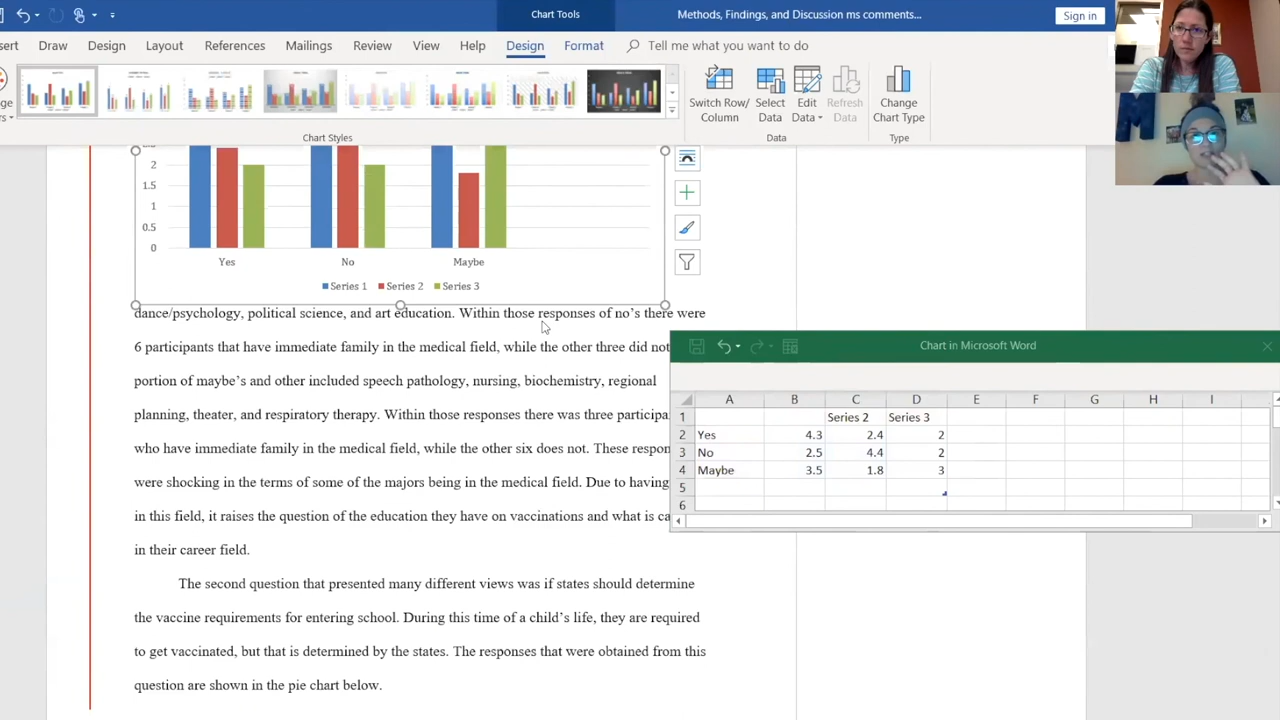 Chart Tools
Methods, Findings, and Discussion ms comments...
Sign in
sert Draw Design Layout References Mailings Review View Help Design Format Tell me what you want to do
nge
rs
Switch Row/
Column
Select
Data
Edit
Data
Refresh
Data
Change
Chart Type
Chart Styles
Data
Type
2
1.5
1
0.5
0
Yes No Maybe
Series 1 Series 2 Series 3
dance/psychology, political science, and art education. Within those responses of no's there were
6 participants that have immediate family in the medical field, while the other three did not
portion of maybe's and other included speech pathology, nursing, biochemistry, regional
planning, theater, and respiratory therapy. Within those responses there was three participa
who have immediate family in the medical field, while the other six does not. These respon
were shocking in the terms of some of the majors being in the medical field. Due to having
in this field, it raises the question of the education they have on vaccinations and what is ca
in their career field.
The second question that presented many different views was if states should determine
the vaccine requirements for entering school. During this time of a child's life, they are required
to get vaccinated, but that is determined by the states. The responses that were obtained from this
question are shown in the pie chart below.
Chart in Microsoft Word
A B C D E F G H I
1 Series 2 Series 3
2 Yes 4.3 2.4 2
3 No 2.5 4.4 2
4 Maybe 3.5 1.8 3
5
6